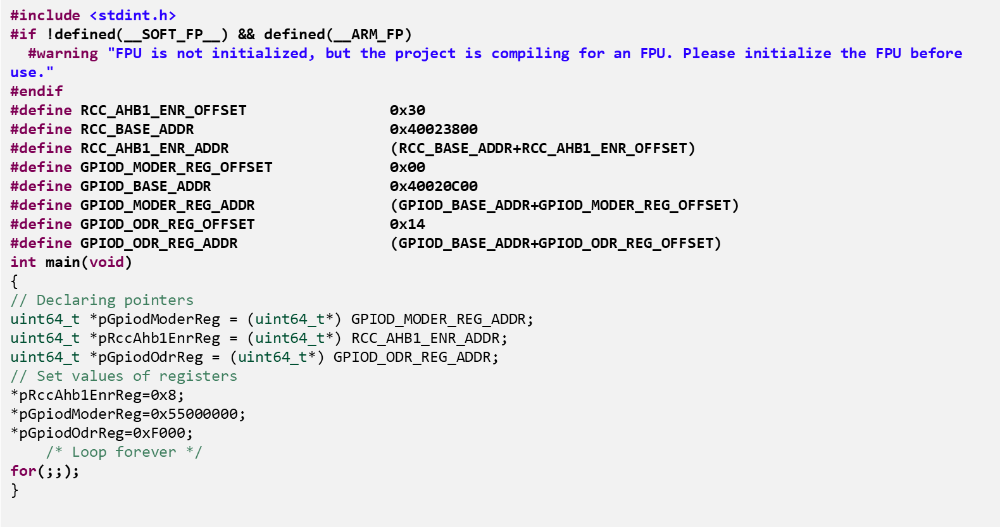 #include <stdint.h>
#if !defined(__SOFT_FP__) && defined(__ARM_FP)
  #warning "FPU is not initialized, but the project is compiling for an FPU. Please initialize the FPU before
use."
#endif
#define RCC_AHB1_ENR_OFFSET                0x30
#define RCC_BASE_ADDR                      0x40023800
#define RCC_AHB1_ENR_ADDR                  (RCC_BASE_ADDR+RCC_AHB1_ENR_OFFSET)
#define GPIOD_MODER_REG_OFFSET             0x00
#define GPIOD_BASE_ADDR                    0x40020C00
#define GPIOD_MODER_REG_ADDR               (GPIOD_BASE_ADDR+GPIOD_MODER_REG_OFFSET)
#define GPIOD_ODR_REG_OFFSET               0x14
#define GPIOD_ODR_REG_ADDR                 (GPIOD_BASE_ADDR+GPIOD_ODR_REG_OFFSET)
int main(void)
{
// Declaring pointers
uint64_t *pGpiodModerReg = (uint64_t*) GPIOD_MODER_REG_ADDR;
uint64_t *pRccAhb1EnrReg = (uint64_t*) RCC_AHB1_ENR_ADDR;
uint64_t *pGpiodOdrReg = (uint64_t*) GPIOD_ODR_REG_ADDR;
// Set values of registers
*pRccAhb1EnrReg=0x8;
*pGpiodModerReg=0x55000000;
*pGpiodOdrReg=0xF000;
    /* Loop forever */
for(;;);
}